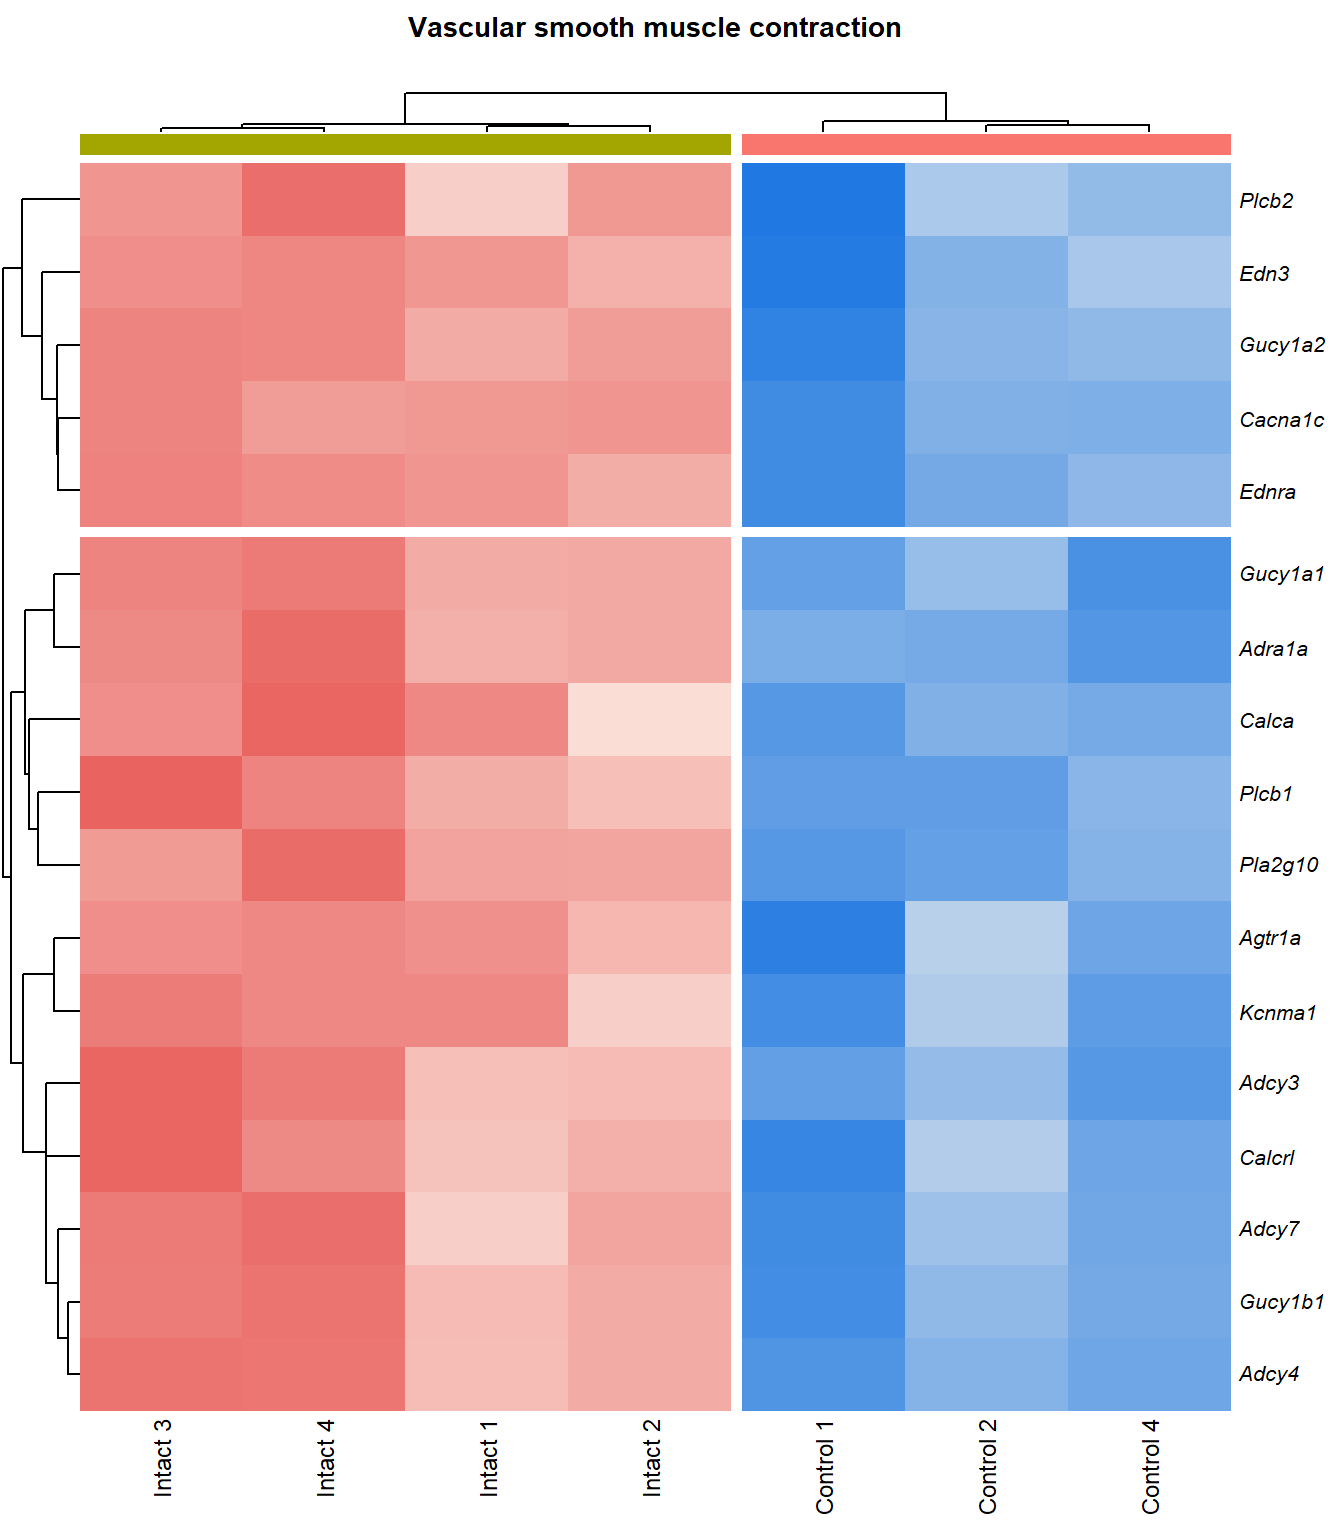 Vascular smooth muscle contraction
Plcb2
Edn3
Gucy1a2
Cacna1c
Ednra
Gucy1a1
Adra1a
Calca
Plcb1
Pla2g10
Agtr1a
Kcnma1
Adcy3
Calcrl
Adcy7
Gucy1b1
Adcy4
Intact 3
Intact 4
Intact 1
Intact 2
Control 1
Control 2
Control 4